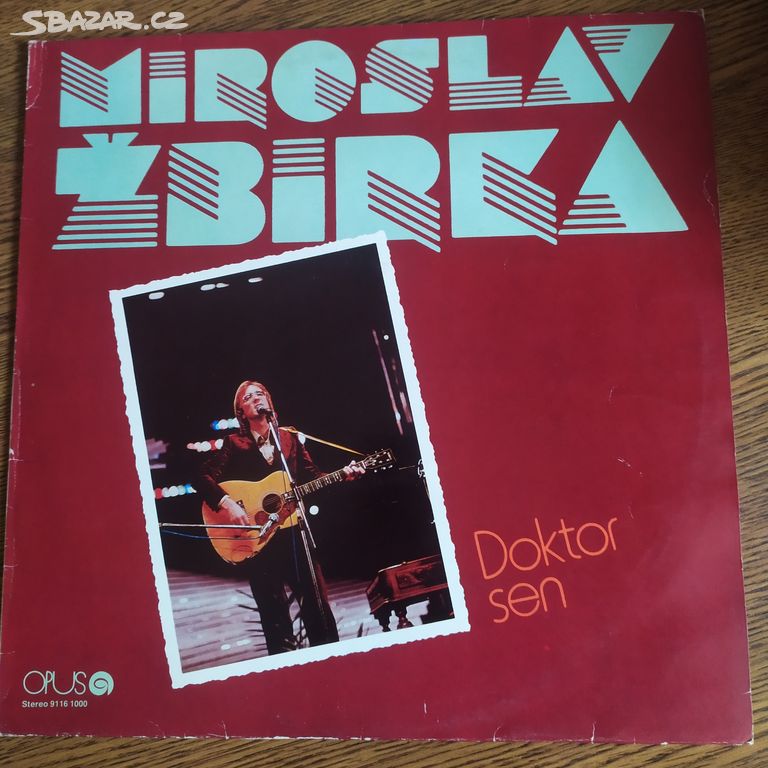 SBAZAR.CZ
MIROSLAV
ŽBIRKA
Doktor
sen
OPUS
Stereo 9116 1000